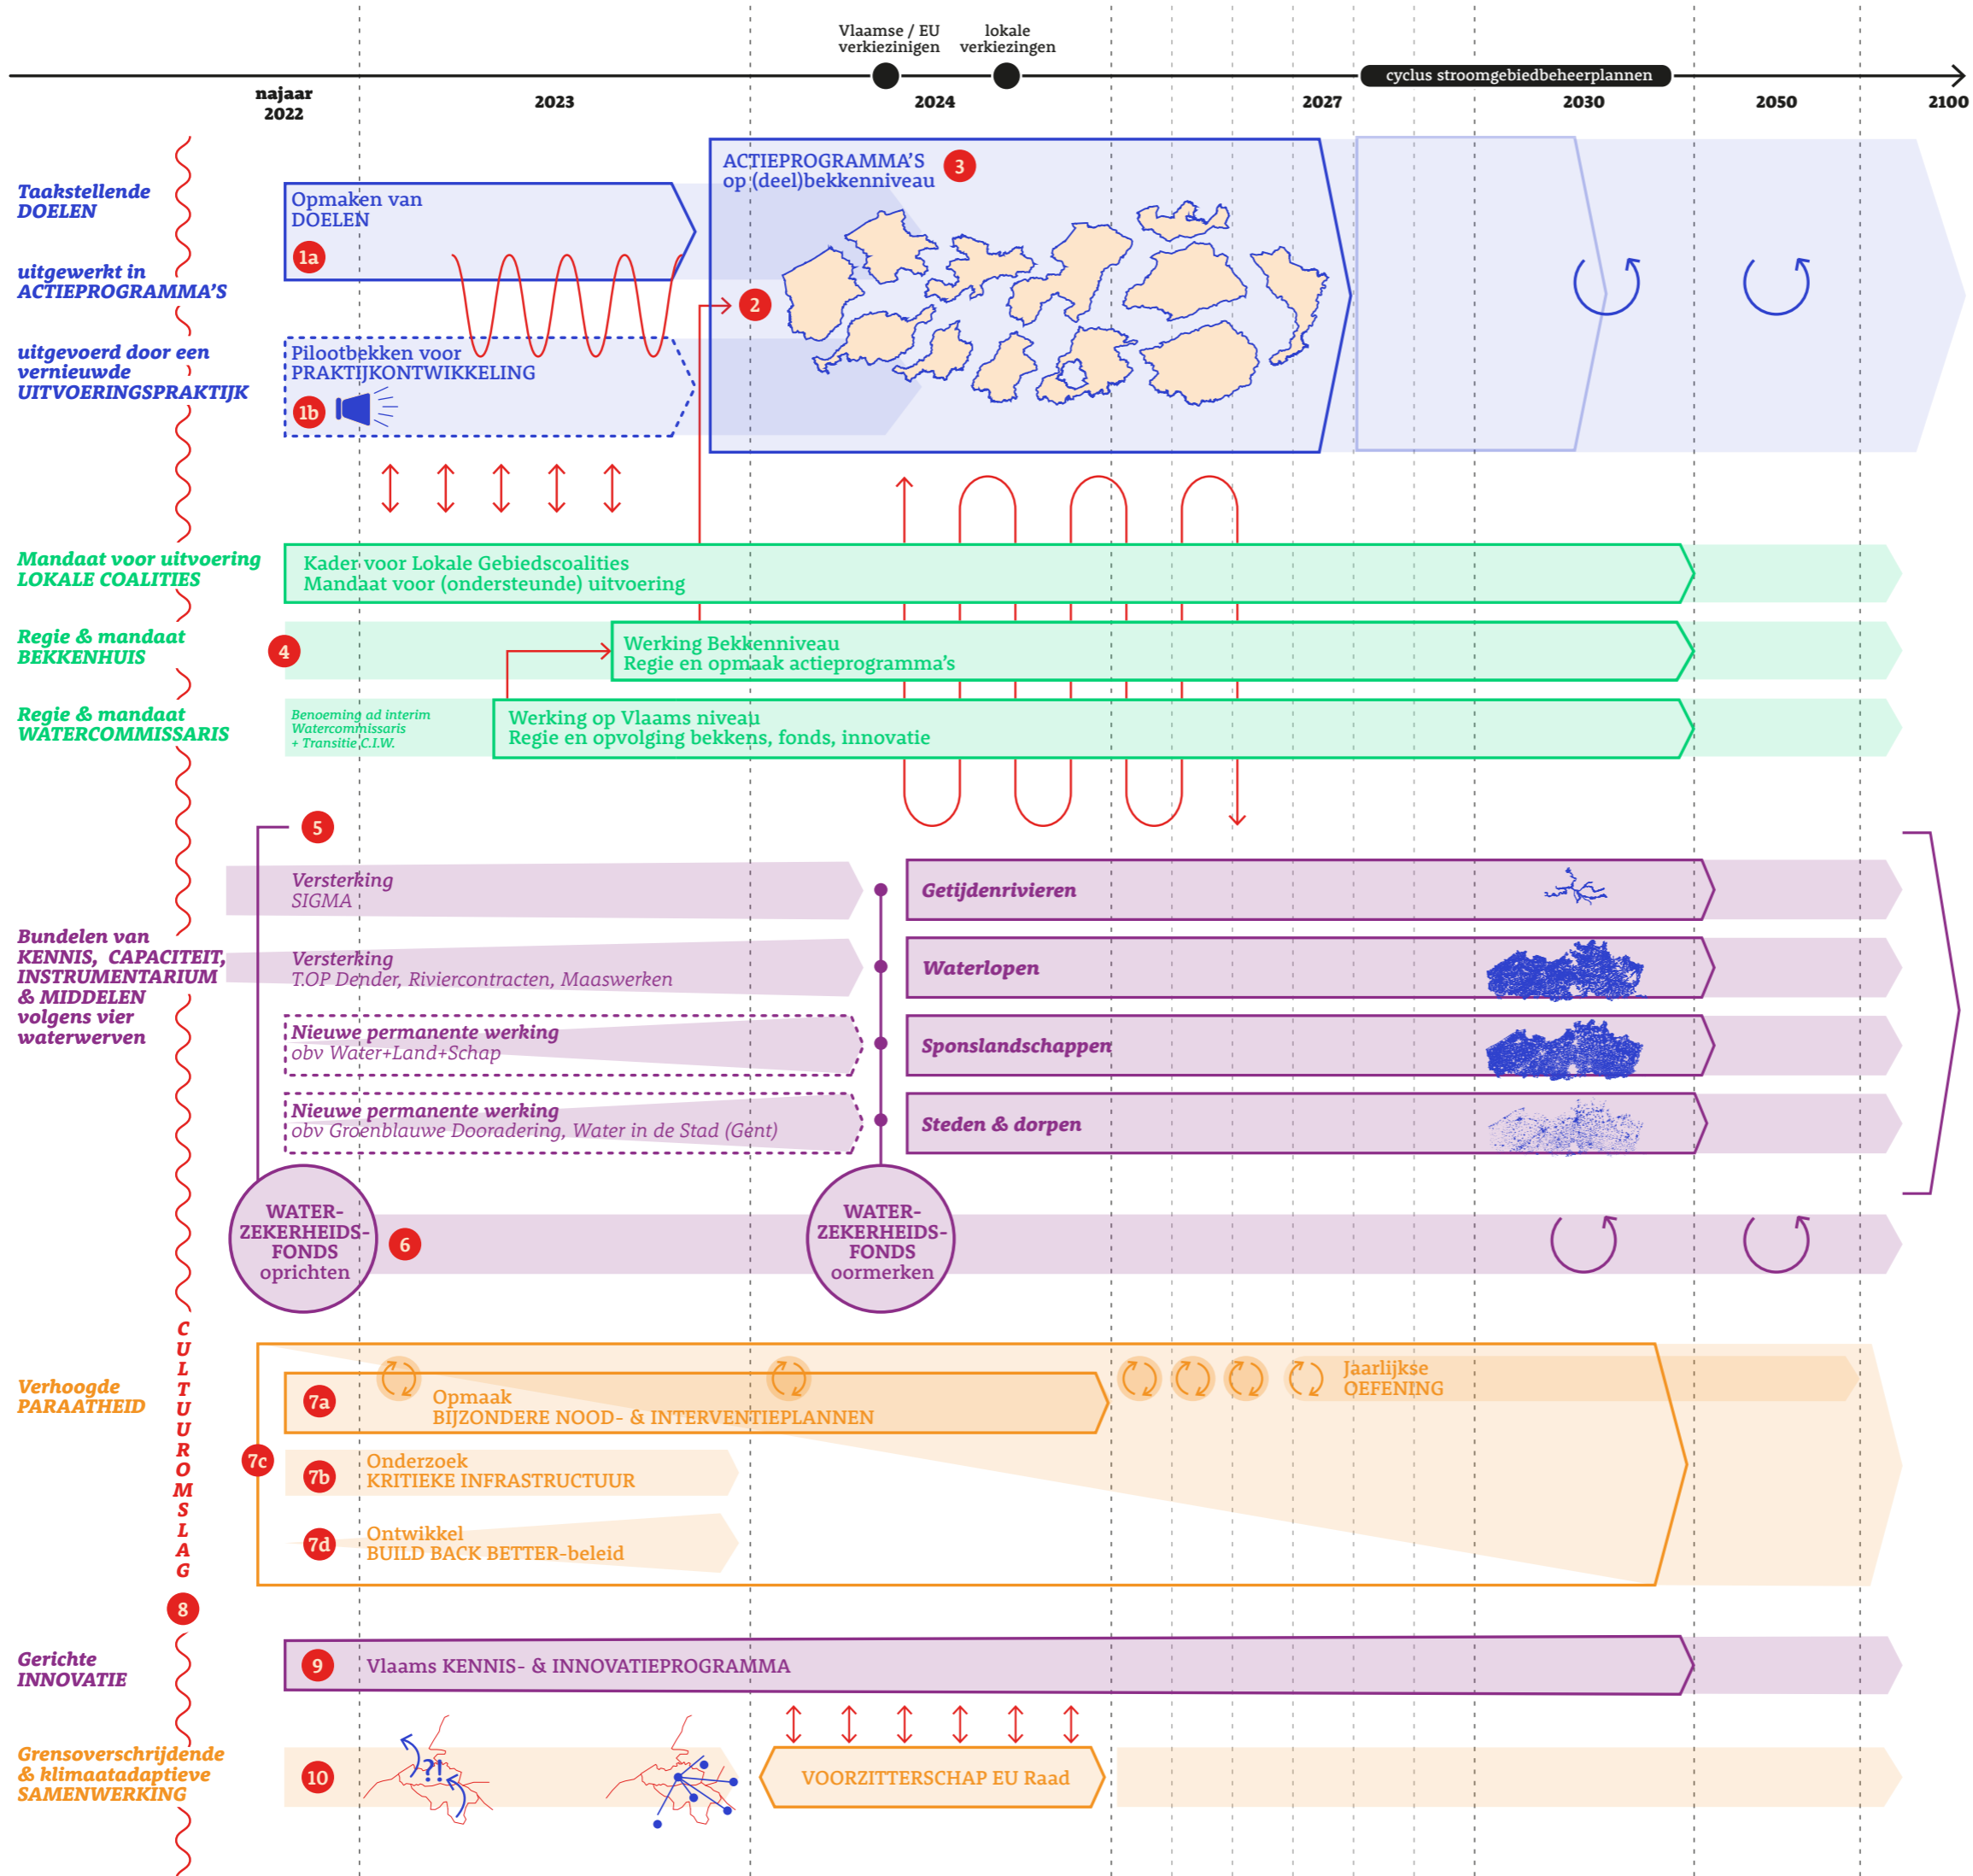 Vlaamse / EU
verkiezinigen
lokale
verkiezingen
cyclus stroomgebiedbeheerplannen
najaar
2022
2023
2024
2027
2030
2050
2100
Taakstellende
DOELEN
uitgewerkt in
ACTIEPROGRAMMA'S
uitgevoerd door een
vernieuwde
UITVOERINGSPRAKTIJK
Opmaken van
DOELEN
1a
Pilootbekken voor
PRAKTIJKONTWIKKELING
1b
2
ACTIEPROGRAMMA'S
op (deel)bekkenniveau
3
Mandaat voor uitvoering
LOKALE COALITIES
Kader voor Lokale Gebiedscoalities
Mandaat voor (ondersteunde) uitvoering
Regie & mandaat
BEKKENHUIS
4
Werking Bekkenniveau
Regie en opmaak actieprogramma's
Regie & mandaat
WATERCOMMISSARIS
Benoeming ad interim
Watercommissaris
+ Transitie C.I.W.
Werking op Vlaams niveau
Regie en opvolging bekkens, fonds, innovatie
5
Bundelen van
KENNIS, CAPACITEIT,
INSTRUMENTARIUM
& MIDDELEN
volgens vier
waterwerven
Versterking
SIGMA
Getijdenrivieren
Versterking
T.OP Dender, Riviercontracten, Maaswerken
Waterlopen
Nieuwe permanente werking
obv Water+Land+Schap
Sponslandschappen
Nieuwe permanente werking
obv Groenblauwe Dooradering, Water in de Stad (Gent)
Steden & dorpen
WATER-
ZEKERHEIDS-
FONDS
oprichten
6
WATER-
ZEKERHEIDS-
FONDS
oormerken
CULTUUROMSLAG
8
Verhoogde
PARAATHEID
7a
Opmaak
BIJZONDERE NOOD- & INTERVENTIEPLANNEN
Jaarlijkse
OEFENING
7c
7b
Onderzoek
KRITIEKE INFRASTRUCTUUR
7d
Ontwikkel
BUILD BACK BETTER-beleid
Gerichte
INNOVATIE
9
Vlaams KENNIS- & INNOVATIEPROGRAMMA
Grensoverschrijdende
& klimaatadaptieve
SAMENWERKING
10
?!
VOORZITTERSCHAP EU Raad